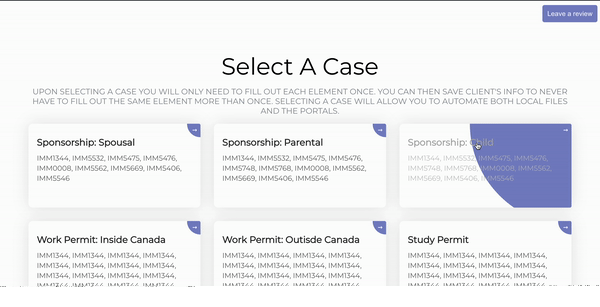 Leave a review
Select A Case
UPON SELECTING A CASE YOU WILL ONLY NEED TO FILL OUT EACH ELEMENT ONCE. YOU CAN THEN SAVE CLIENT'S INFO TO NEVER
HAVE TO FILL OUT THE SAME ELEMENT MORE THAN ONCE. SELECTING A CASE WILL ALLOW YOU TO AUTOMATE BOTH LOCAL FILES
AND THE PORTALS.
Sponsorship: Spousal
IMM1344, IMM5532, IMM5475, IMM5476,
IMM0008, IMM5562, IMM5669, IMM5406,
IMM5546
Sponsorship: Parental
IMM1344, IMM5532, IMM5475, IMM5476,
IMM5748, IMM5768, IMM0008, IMM5562,
IMM5669, IMM5406, IMM5546
Sponsorship: Child
IMM1344, IMM5532, IMM5475, IMM5476,
IMM5748, IMM5768, IMM0008, IMM5562,
IMM5669, IMM5406, IMM5546
Work Permit: Inside Canada
IMM1344, IMM1344, IMM1344, IMM1344,
IMM1344, IMM1344, IMM1344, IMM1344,
IMM1344, IMM1344, IMM1344, IMM1344,
Work Permit: Outisde Canada
IMM1344, IMM1344, IMM1344, IMM1344,
IMM1344, IMM1344, IMM1344, IMM1344,
IMM1344, IMM1344, IMM1344, IMM1344,
Study Permit
IMM1344, IMM1344, IMM1344, IMM1344,
IMM1344, IMM1344, IMM1344, IMM1344,
IMM1344, IMM1344, IMM1344, IMM1344,